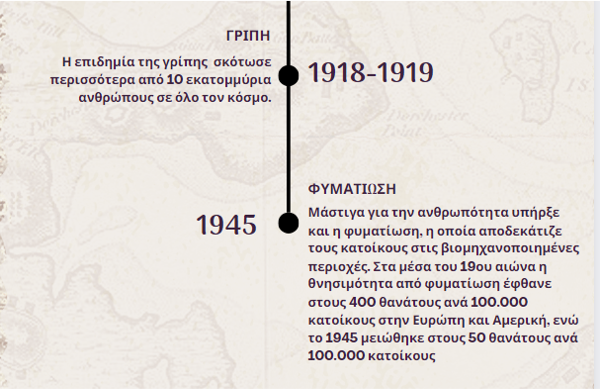 ΓΡΙΠΗ
Η επιδημία της γρίπης σκότωσε
περισσότερα από 10 εκατομμύρια
ανθρώπους σε όλο τον κόσμο.
1918-1919
1945
ΦΥΜΑΤΙΩΣΗ
Μάστιγα για την ανθρωπότητα υπήρξε
και η φυματίωση, η οποία αποδεκάτιζε
τους κατοίκους στις βιομηχανοποιημένες
περιοχές. Στα μέσα του 19ου αιώνα η
θνησιμότητα από φυματίωση έφθανε
στους 400 θανάτους ανά 100.000
κατοίκους στην Ευρώπη και Αμερική, ενώ
το 1945 μειώθηκε στους 50 θανάτους ανά
100.000 κατοίκους
Dorchester
Point